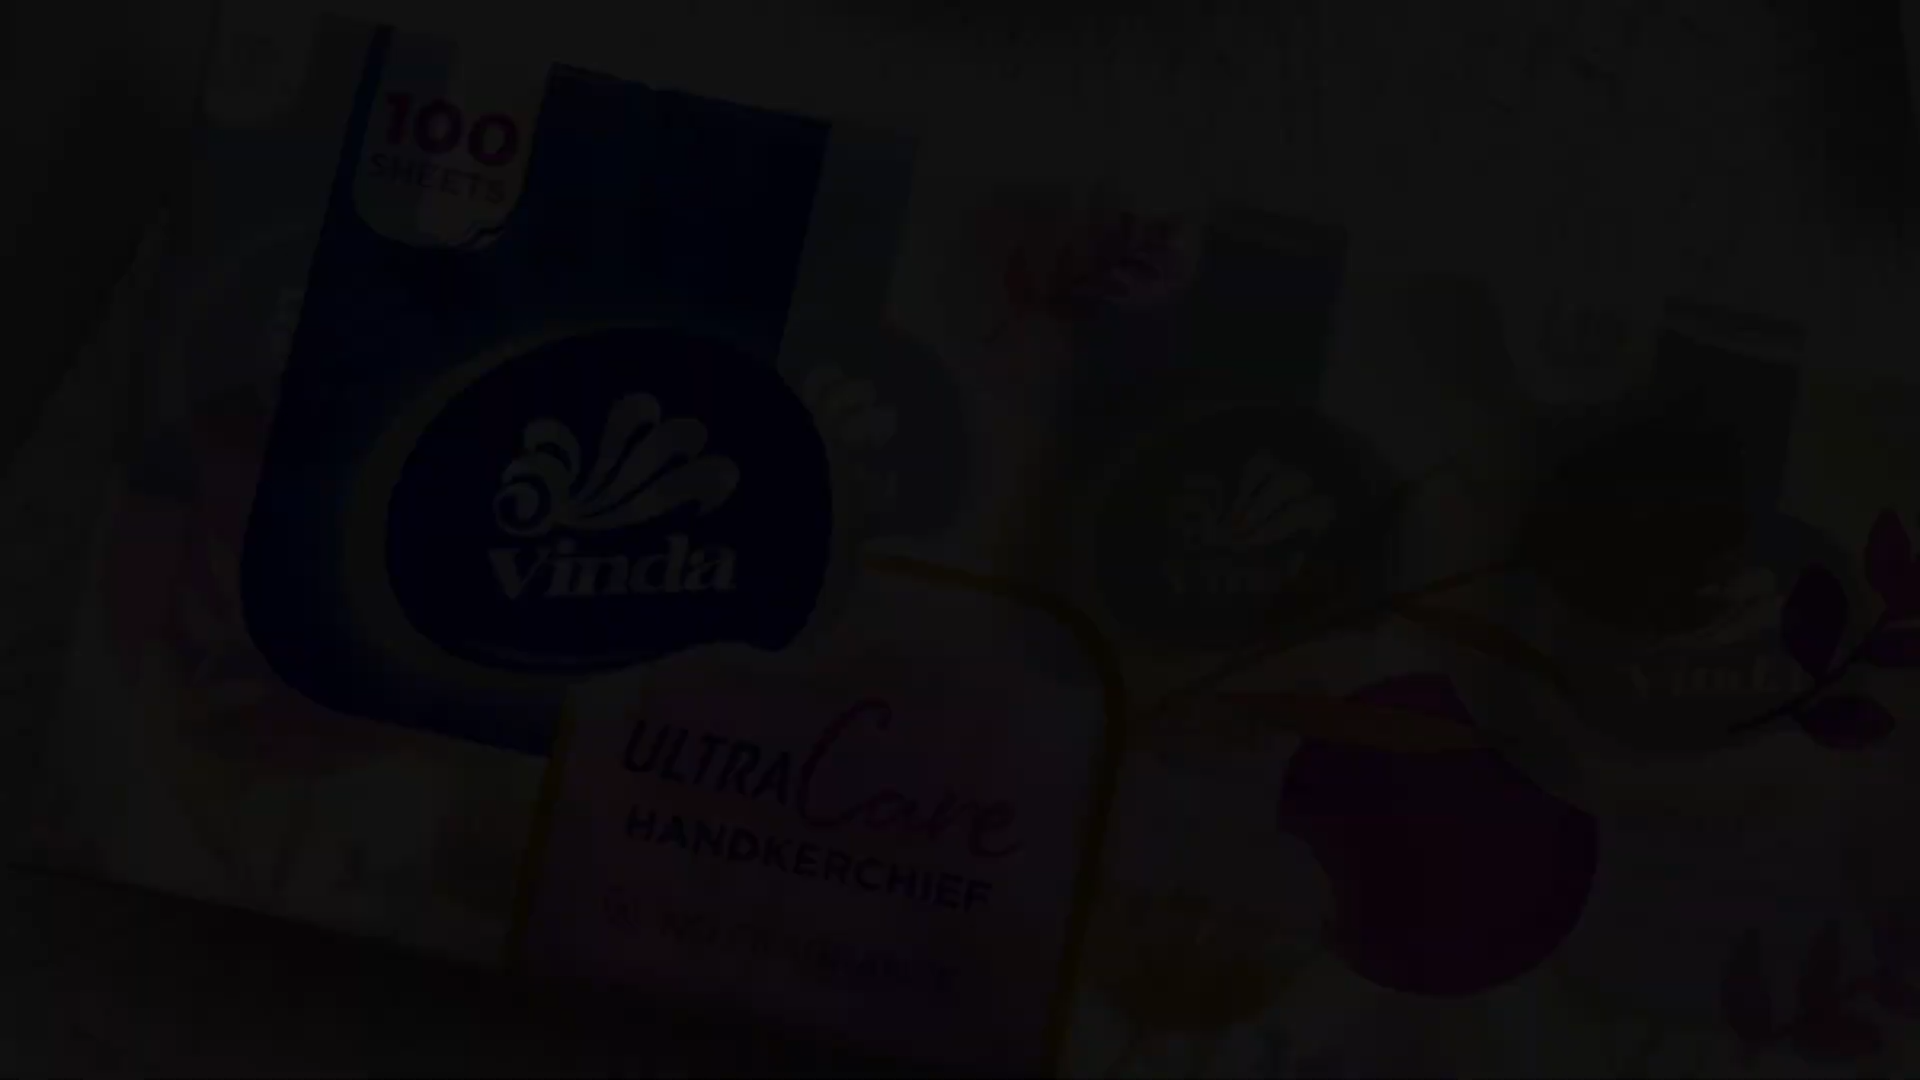 100
SHEETS
Vinda
ULTRA Care
HANDKERCHIEF
Vinda